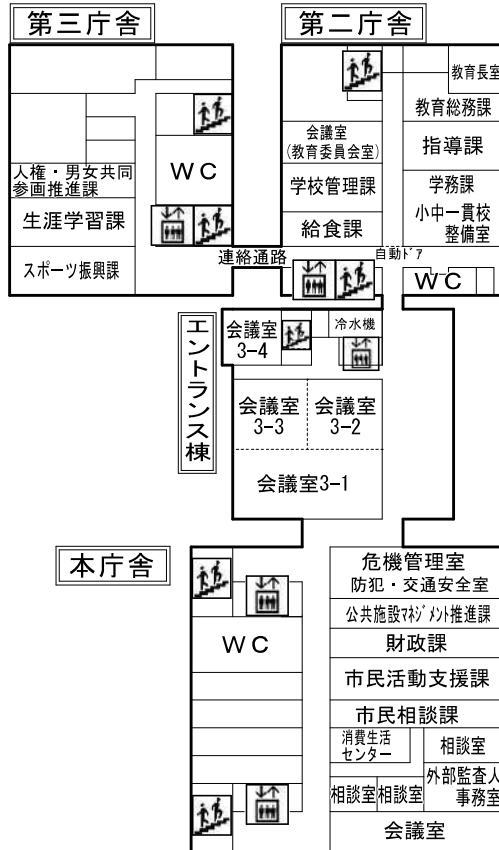 第三庁舎
第二庁舎
教育長室
教育総務課
会議室
(教育委員会室)
指導課
WC
人権・男女共同
参画推進課
学校管理課
学務課
小中一貫校
整備室
生涯学習課
給食課
連絡通路
自動ドア
スポーツ振興課
WC
エントランス棟
会議室
3-4
冷水機
会議室
3-3
会議室
3-2
会議室3-1
本庁舎
危機管理室
防犯・交通安全室
公共施設マネジメント推進課
WC
財政課
市民活動支援課
市民相談課
消費生活
センター
相談室
外部監査人
事務室
相談室
相談室
会議室